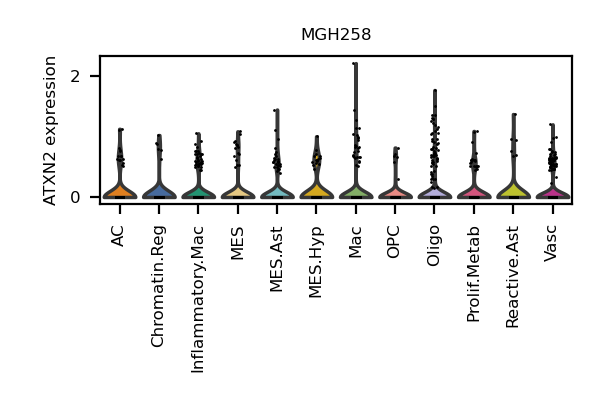 MGH258
ATXN2 expression
2
0
AC
Chromatin.Reg
Inflammatory.Mac
MES
MES.Ast
MES.Hyp
Mac
OPC
Oligo
Prolif.Metab
Reactive.Ast
Vasc